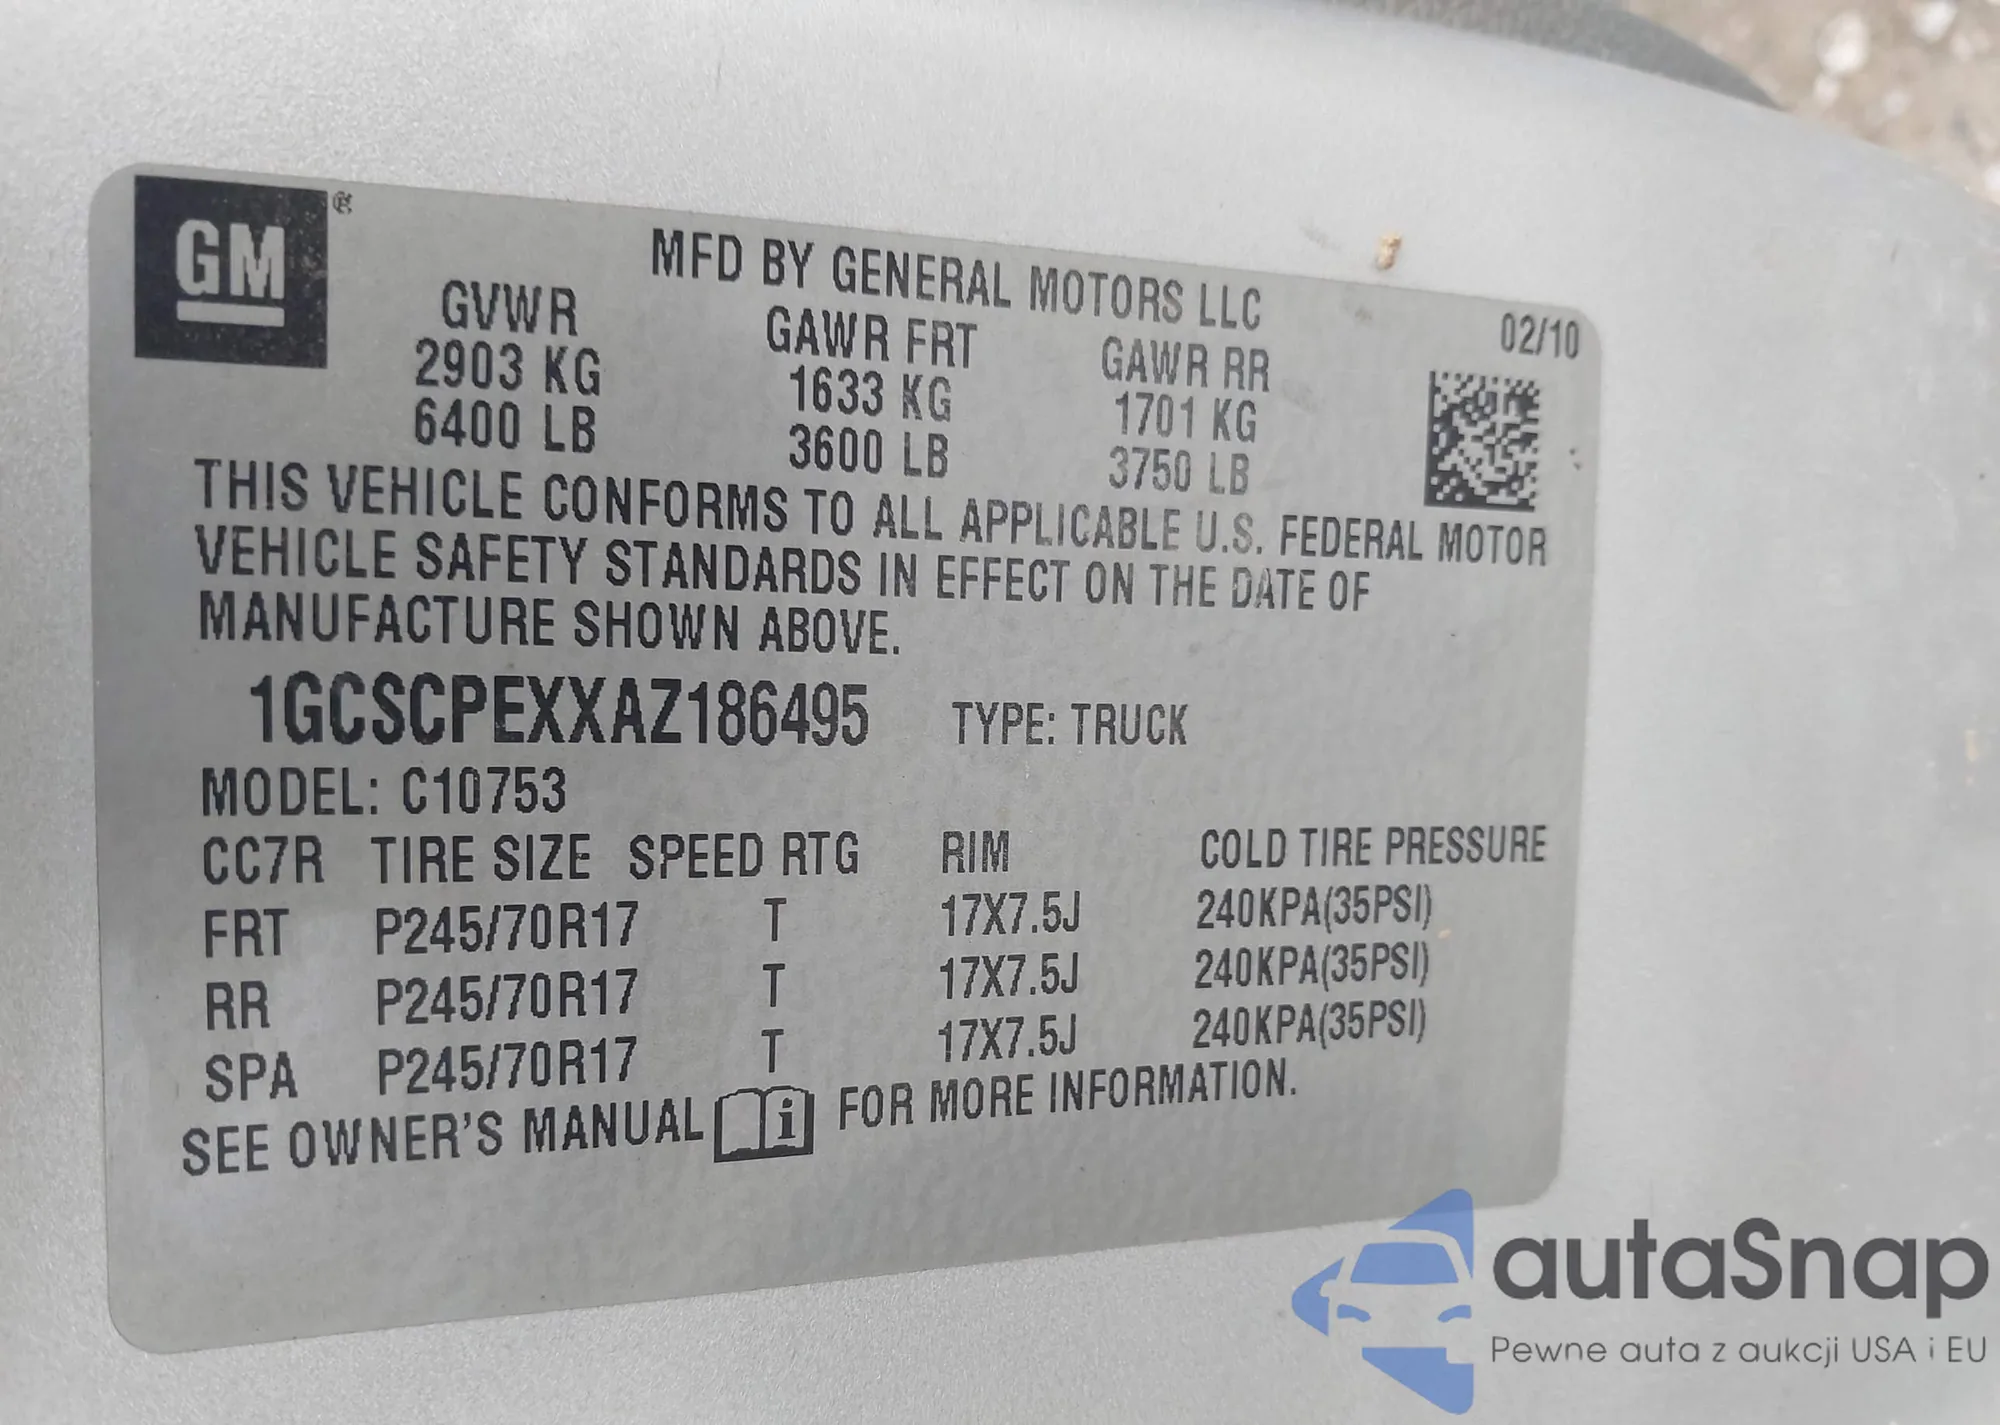 GM
MFD BY GENERAL MOTORS LLC
02/10
GVWR GAWR FRT GAWR RR
2903 KG 1633 KG 1701 KG
6400 LB 3600 LB 3750 LB
THIS VEHICLE CONFORMS TO ALL APPLICABLE U.S. FEDERAL MOTOR
VEHICLE SAFETY STANDARDS IN EFFECT ON THE DATE OF
MANUFACTURE SHOWN ABOVE.
1GCSCPEXXAZ186495 TYPE: TRUCK
MODEL: C10753
CC7R TIRE SIZE SPEED RTG RIM COLD TIRE PRESSURE
FRT P245/70R17 T 17X7.5J 240KPA(35PSI)
RR P245/70R17 T 17X7.5J 240KPA(35PSI)
SPA P245/70R17 T 17X7.5J 240KPA(35PSI)
SEE OWNER'S MANUAL FOR MORE INFORMATION.
autaSnap
Pewne auta z aukcji USA i EU